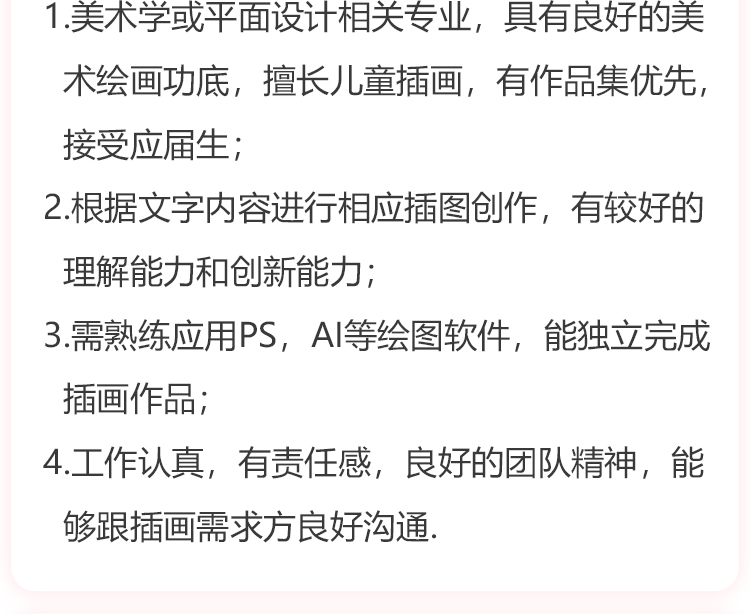 1.美术学或平面设计相关专业，具有良好的美
术绘画功底，擅长儿童插画，有作品集优先，
接受应届生；
2.根据文字内容进行相应插图创作，有较好的
理解能力和创新能力；
3.需熟练应用PS，AI等绘图软件，能独立完成
插画作品；
4.工作认真，有责任感，良好的团队精神，能
够跟插画需求方良好沟通.